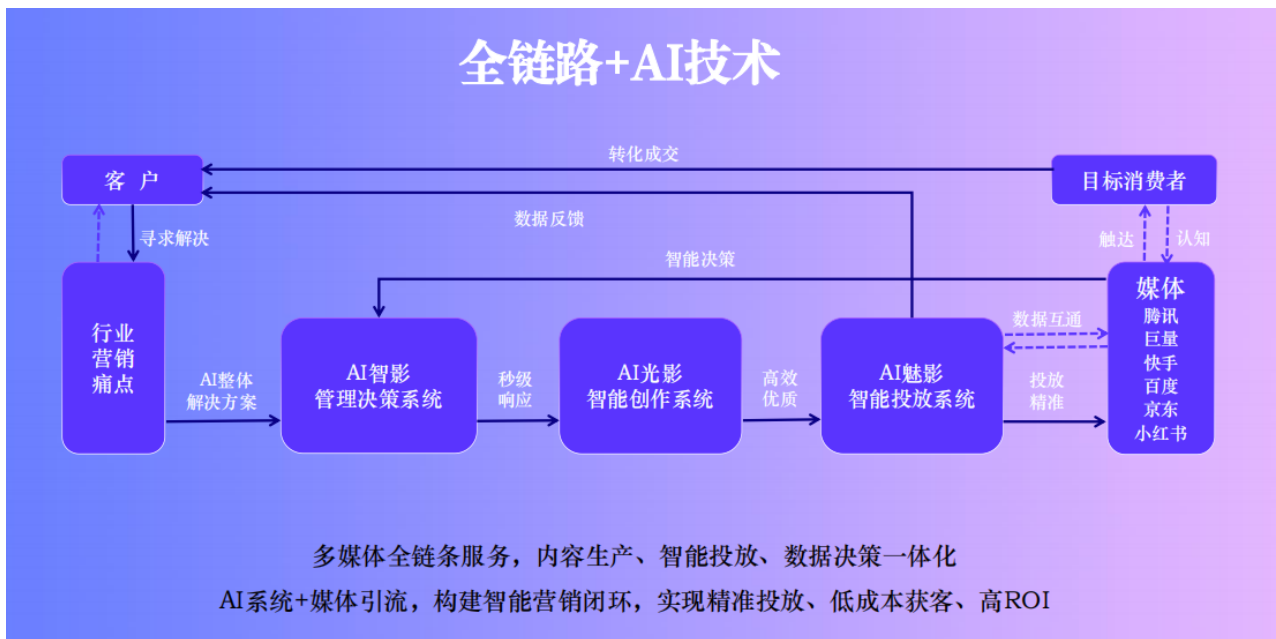 全链路+AI技术
转化成交
客 户
目标消费者
数据反馈
寻求解决
触达
认知
智能决策
行业
营销
痛点
AI整体
解决方案
AI智影
管理决策系统
秒级
响应
AI光影
智能创作系统
高效
优质
AI魅影
智能投放系统
数据互通
投放
精准
媒体
腾讯
巨量
快手
百度
京东
小红书
多媒体全链条服务，内容生产、智能投放、数据决策一体化
AI系统+媒体引流，构建智能营销闭环，实现精准投放、低成本获客、高ROI